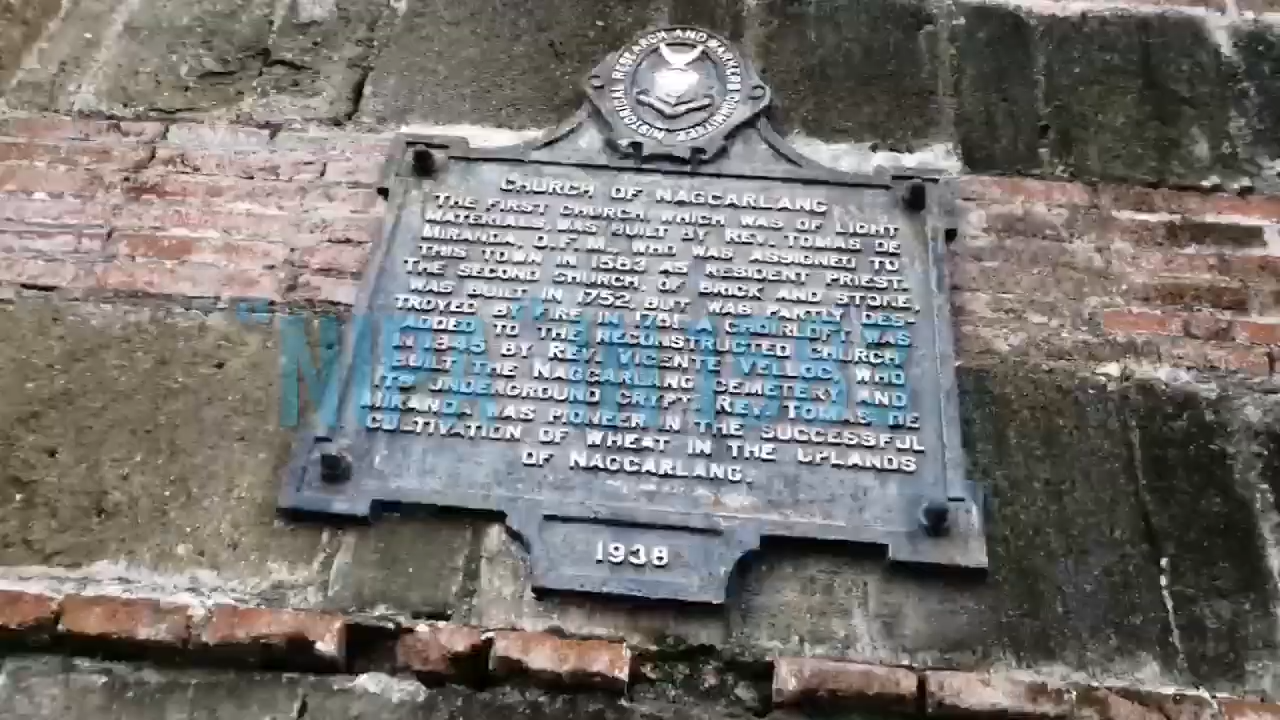 HISTORICAL RESEARCH AND MARKERS COMMITTEE
CHURCH OF NAGCARLANG
THE FIRST CHURCH, WHICH WAS OF LIGHT
MATERIALS, WAS BUILT BY REV. TOMAS DE
MIRANDA, O.F.M., WHO WAS ASSIGNED TO
THIS TOWN IN 1583 AS RESIDENT PRIEST.
THE SECOND CHURCH, OF BRICK AND STONE,
WAS BUILT IN 1752, BUT WAS PARTLY DES-
TROYED BY FIRE IN A CHOIRLOFT WAS
ADDED TO THE RECONSTRUCTED CHURCH
IN 1845 BY REV. VICENTE VELLOC, WHO
BUILT THE NAGCARLANG CEMETERY AND
ITS UNDERGROUND CRYPT. REV. TOMAS DE
MIRANDA WAS PIONEER IN THE SUCCESSFUL
CULTIVATION OF WHEAT IN THE UPLANDS
OF NAGCARLANG.
1938